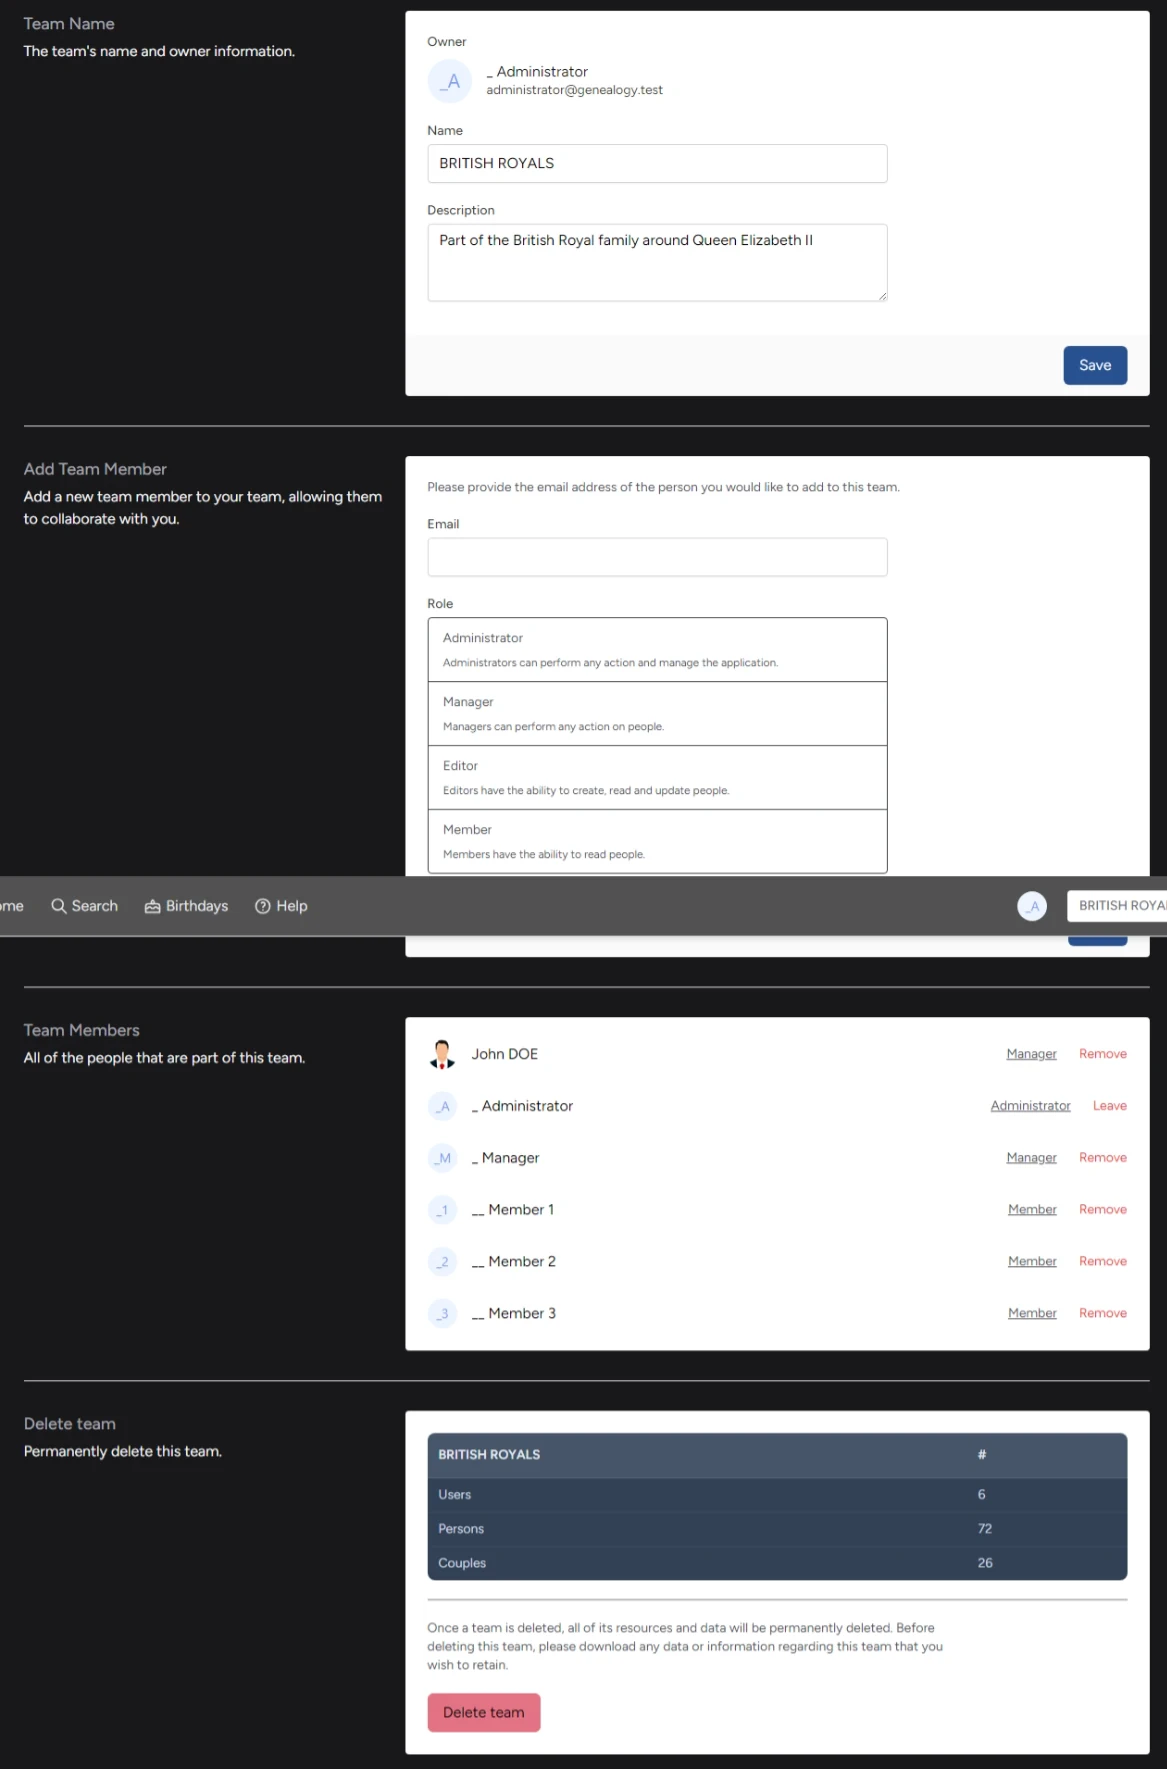 Team Name
The team's name and owner information.
Owner
_A
_ Administrator
administrator@genealogy.test
Name
BRITISH ROYALS
Description
Part of the British Royal family around Queen Elizabeth II
Save
Add Team Member
Add a new team member to your team, allowing them
to collaborate with you.
Please provide the email address of the person you would like to add to this team.
Email
Role
Administrator
Administrators can perform any action and manage the application.
Manager
Managers can perform any action on people.
Editor
Editors have the ability to create, read and update people.
Member
Members have the ability to read people.
ome Search Birthdays Help _A BRITISH ROYA
Team Members
All of the people that are part of this team.
John DOE Manager Remove
_A _ Administrator Administrator Leave
_M _ Manager Manager Remove
_1 __ Member 1 Member Remove
_2 __ Member 2 Member Remove
_3 __ Member 3 Member Remove
Delete team
Permanently delete this team.
BRITISH ROYALS #
Users 6
Persons 72
Couples 26
Once a team is deleted, all of its resources and data will be permanently deleted. Before
deleting this team, please download any data or information regarding this team that you
wish to retain.
Delete team